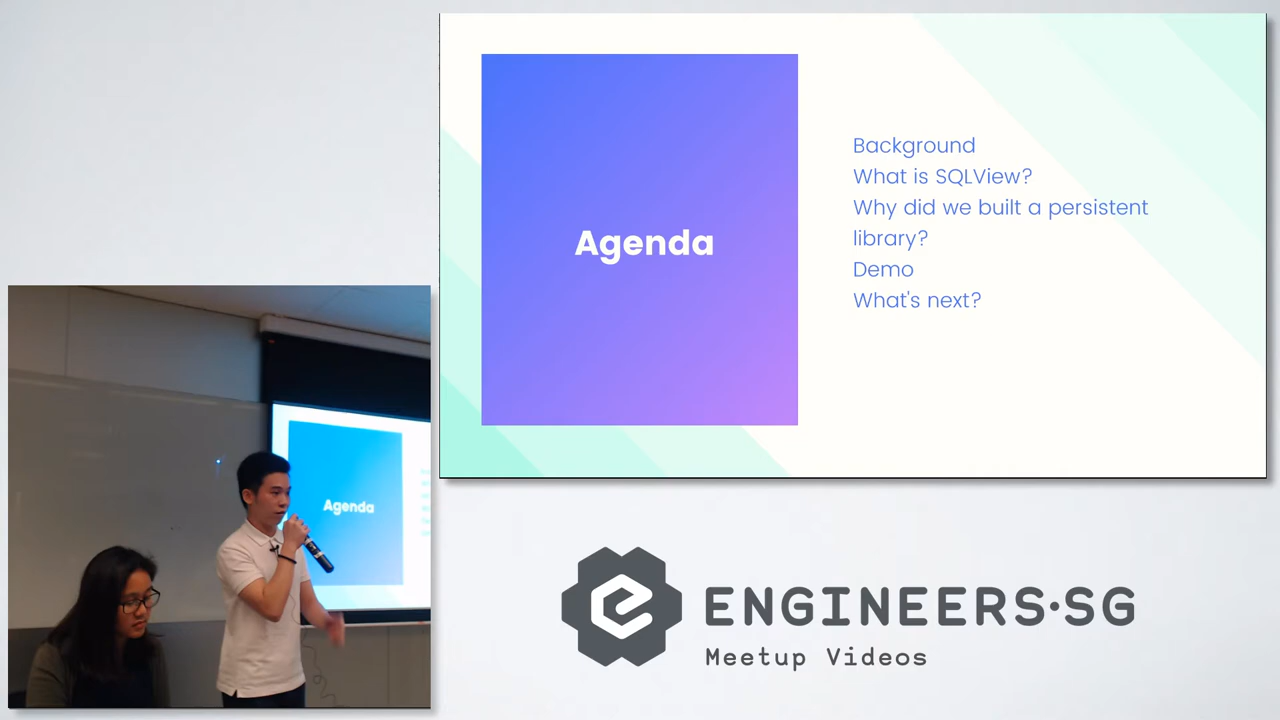 Agenda
Background
What is SQLView?
Why did we built a persistent
library?
Demo
What's next?
Agenda
ENGINEERS·SG
Meetup Videos